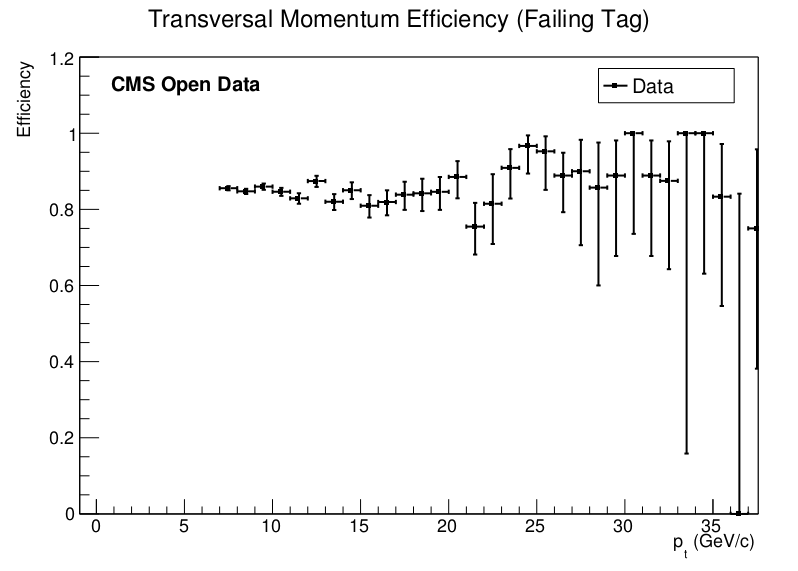 Transversal Momentum Efficiency (Failing Tag)
Efficiency
1.2
1
0.8
0.6
0.4
0.2
0
CMS Open Data
Data
0 5 10 15 20 25 30 35
p_t (GeV/c)